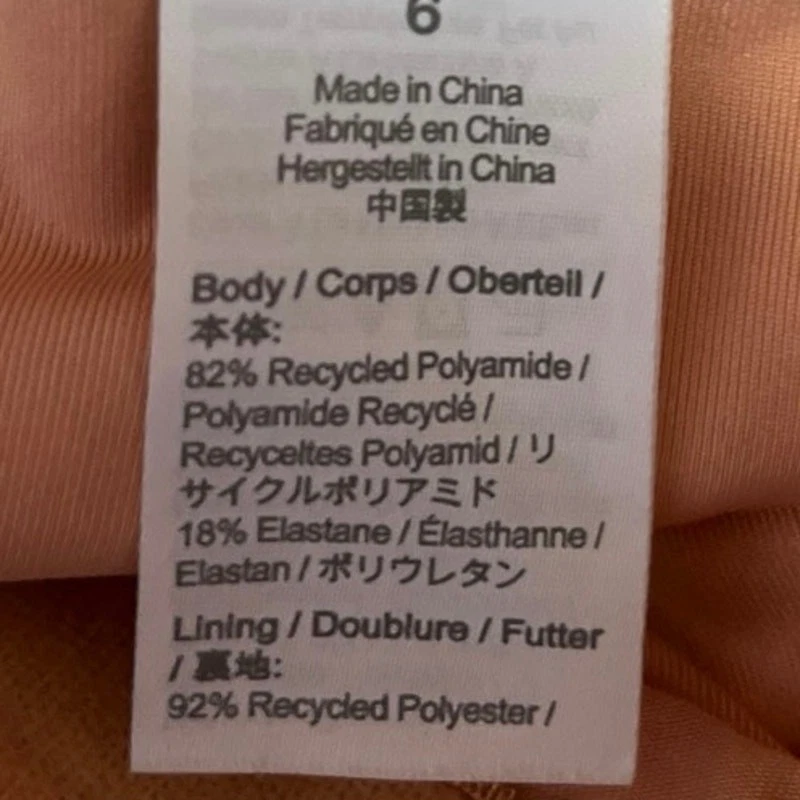 6
Made in China
Fabriqué en Chine
Hergestellt in China
中国製
Body / Corps / Oberteil /
本体:
82% Recycled Polyamide /
Polyamide Recyclé /
Recyceltes Polyamid / リ
サイクルポリアミド
18% Elastane / Élasthanne /
Elastan / ポリウレタン
Lining / Doublure / Futter
/ 裏地:
92% Recycled Polyester /